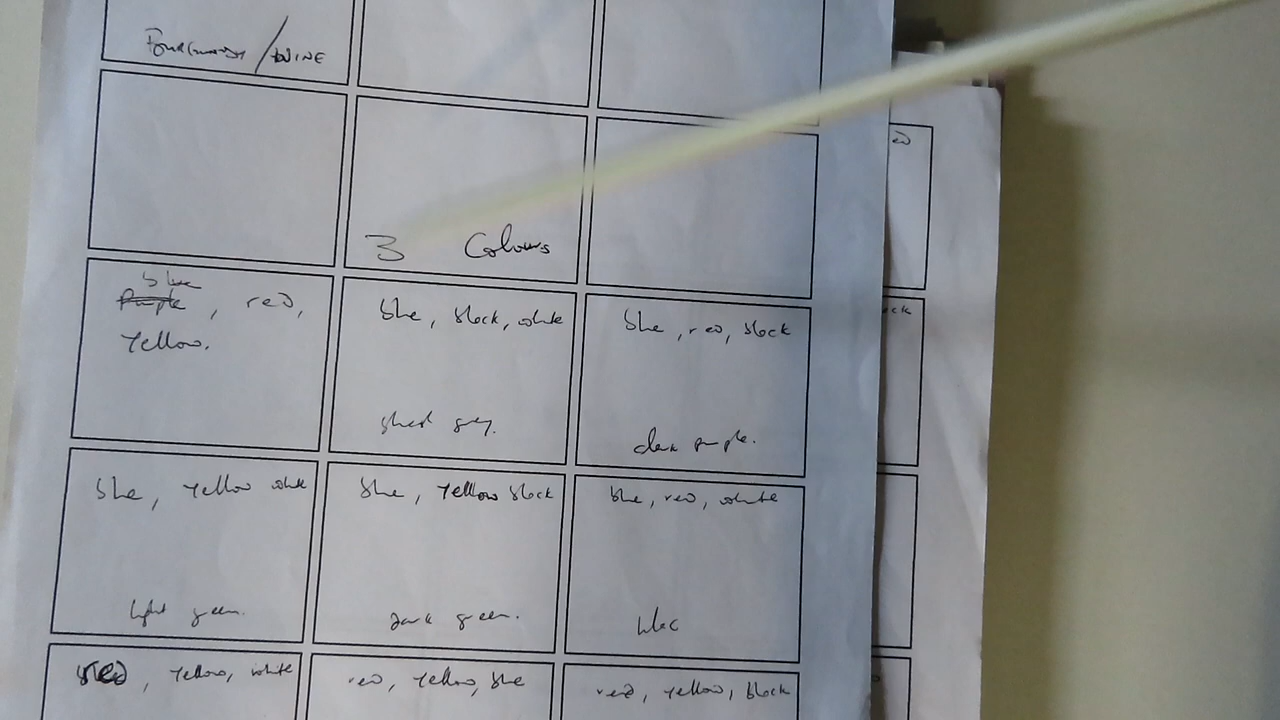 /WINE
3 Colours
blue
purple, red,
yellow.
blue, black, white
grey.
blue, red, black
dark purple.
blue, yellow white
light green.
blue, yellow black
dark green.
blue, red, white
lilac
red, yellow, white
red, yellow, blue
red, yellow, black